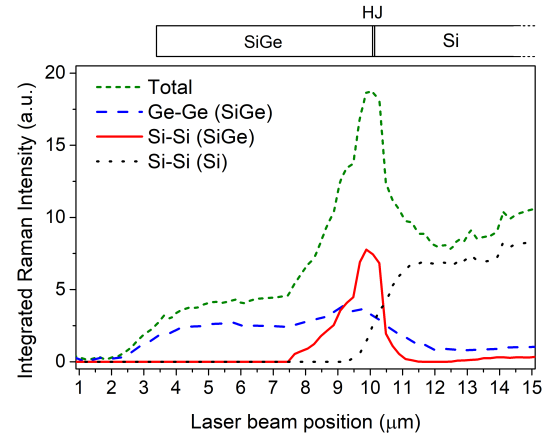 HJ
SiGe Si
20
15
10
5
0
Total
Ge-Ge (SiGe)
Si-Si (SiGe)
Si-Si (Si)
Integrated Raman Intensity (a.u.)
1 2 3 4 5 6 7 8 9 10 11 12 13 14 15
Laser beam position (μm)